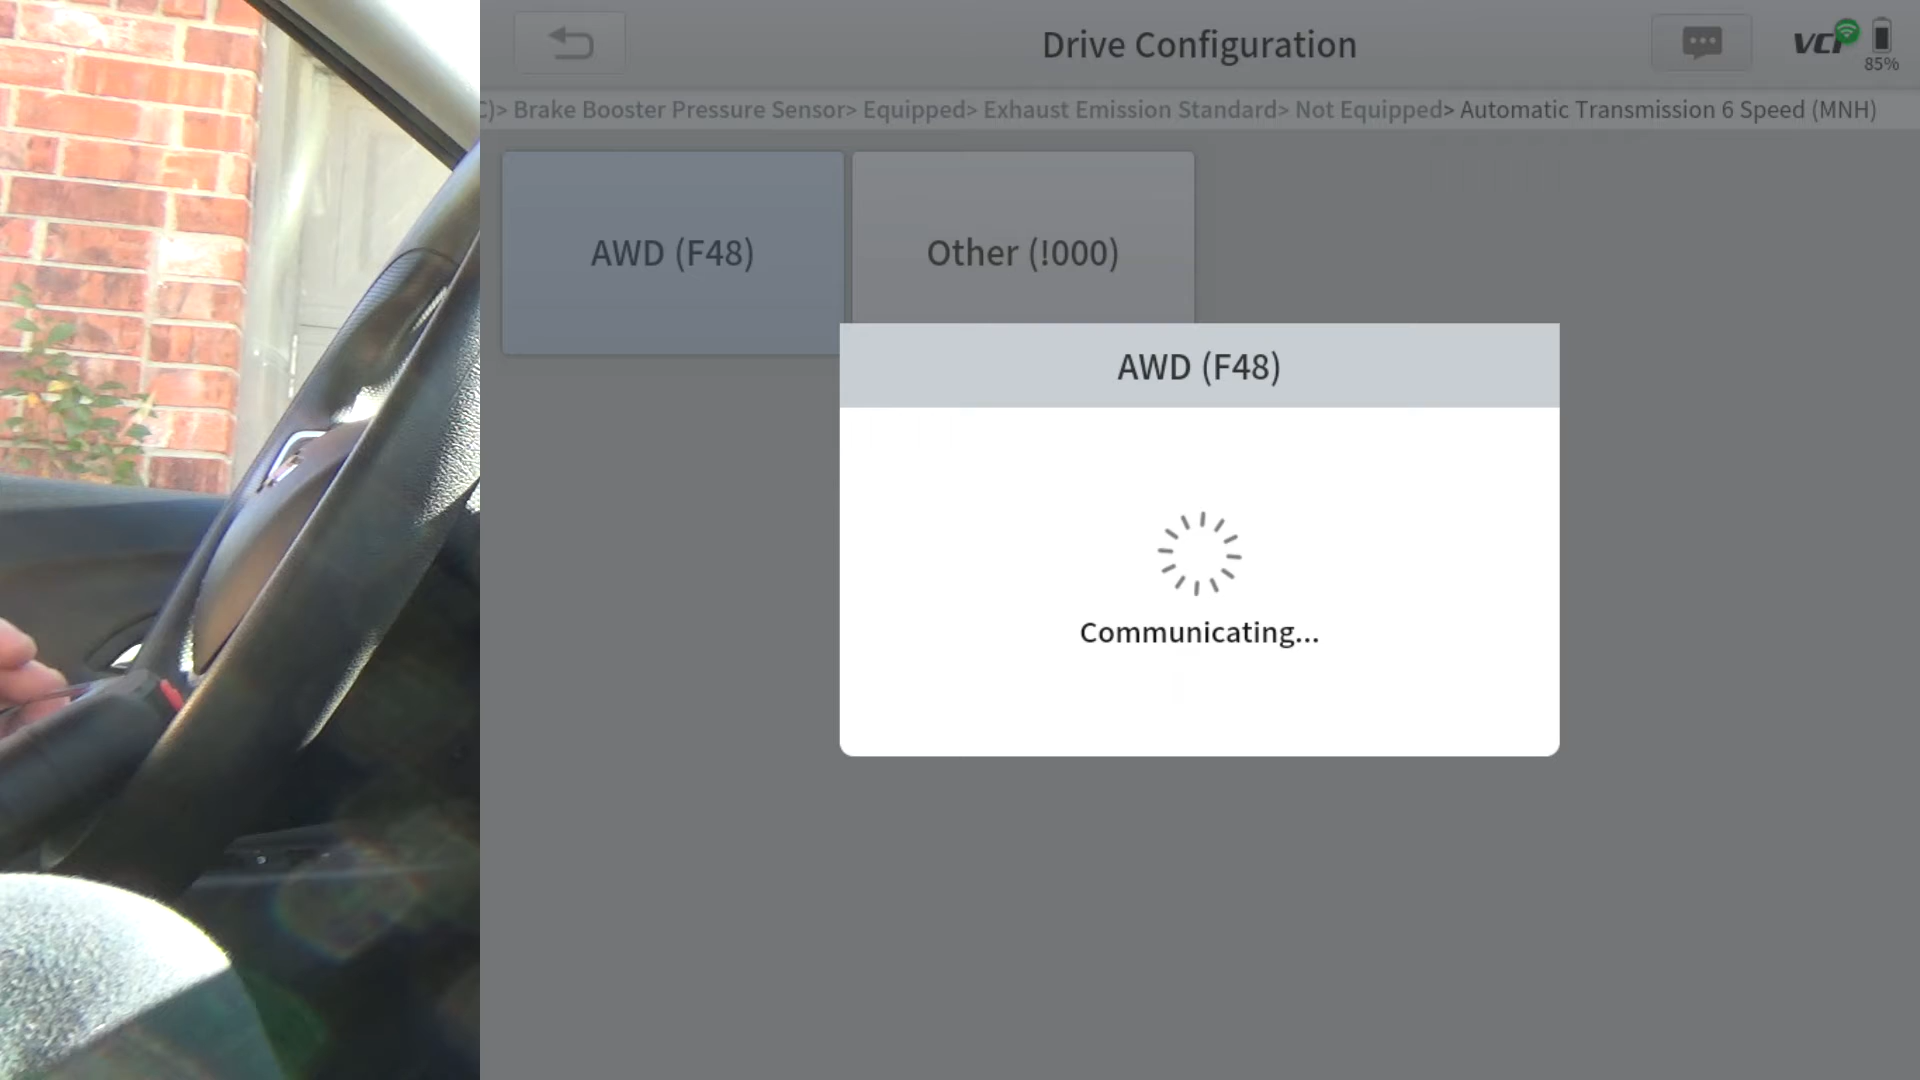 Drive Configuration
VCI
85%
C)> Brake Booster Pressure Sensor> Equipped> Exhaust Emission Standard> Not Equipped> Automatic Transmission 6 Speed (MNH)
AWD (F48)
Other (!000)
AWD (F48)
Communicating...